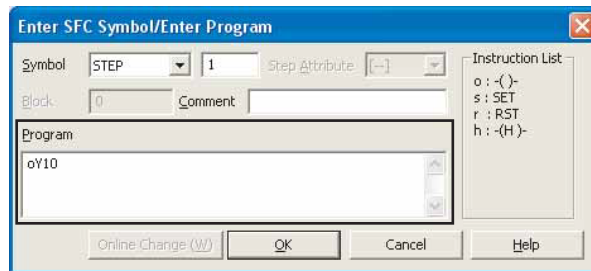 Enter SFC Symbol/Enter Program
Symbol STEP 1 Step Attribute [--]
Block 0 Comment
Program
oY10
Instruction List
o : -( )-
s : SET
r : RST
h : -(H )-
Online Change (W) OK Cancel Help